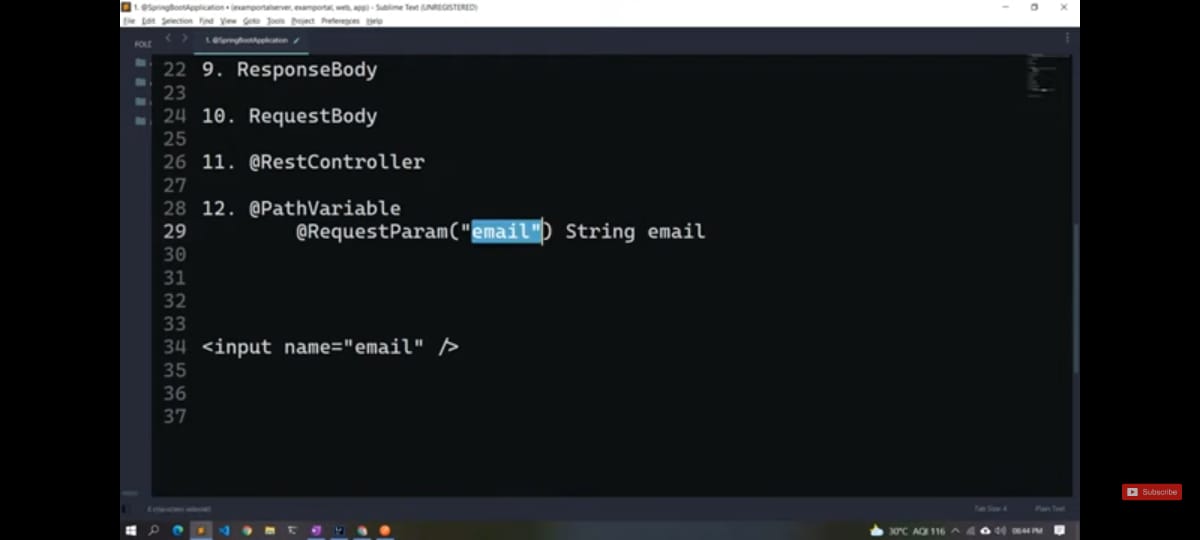 1. @SpringBootApplication • (examportalserver, examportal, web, app) - Sublime Text (UNREGISTERED)
File Edit Selection Find View Goto Tools Project Preferences Help
FOLD
1. @SpringBootApplication
22 9. ResponseBody
23
24 10. RequestBody
25
26 11. @RestController
27
28 12. @PathVariable
29 @RequestParam("email") String email
30
31
32
33
34 <input name="email" />
35
36
37
Subscribe
Tab Size: 4 Plain Text
30°C AQI 116 06:44 PM